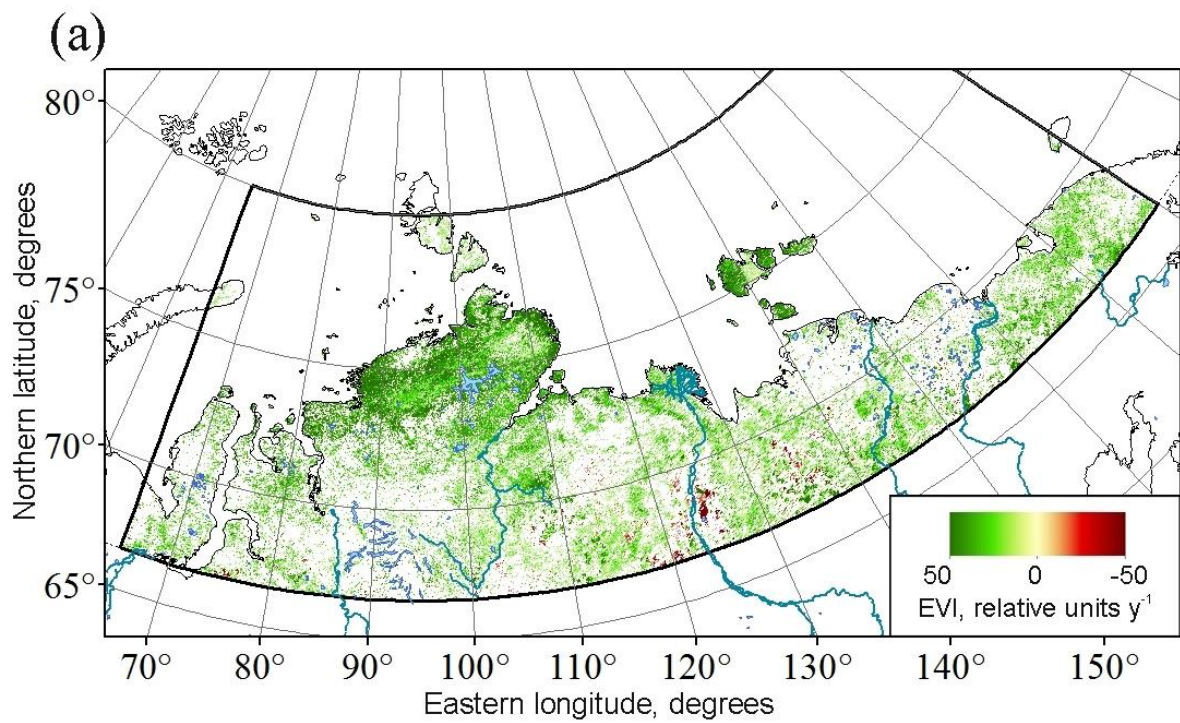 (a)
80°
75°
70°
65°
Northern latitude, degrees
50 0 -50
EVI, relative units y⁻¹
70° 80° 90° 100° 110° 120° 130° 140° 150°
Eastern longitude, degrees